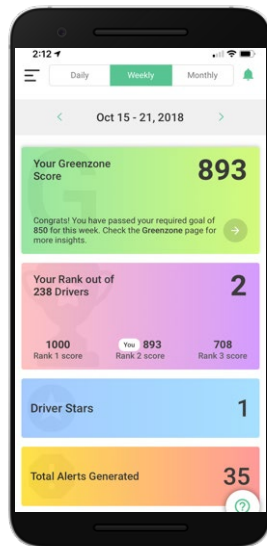 2:12
Daily
Weekly
Monthly
Oct 15 - 21, 2018
Your Greenzone
Score
893
Congrats! You have passed your required goal of
850 for this week. Check the Greenzone page for
more insights.
Your Rank out of
238 Drivers
2
1000
Rank 1 score
You 893
Rank 2 score
708
Rank 3 score
Driver Stars
1
Total Alerts Generated
35
?